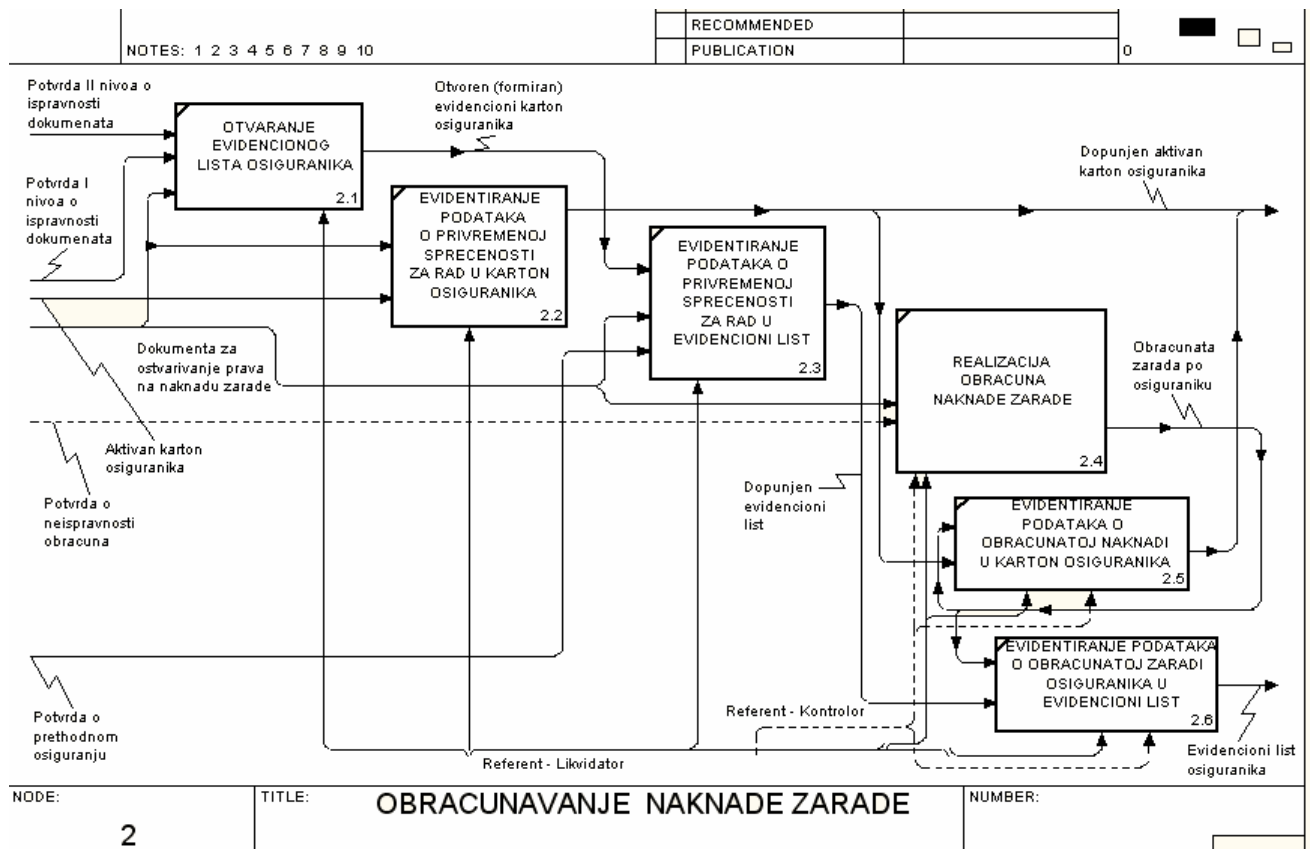 RECOMMENDED
NOTES: 1 2 3 4 5 6 7 8 9 10
PUBLICATION
0
Potvrda II nivoa o
ispravnosti
dokumenata
OTVARANJE
EVIDENCIONOG
LISTA OSIGURANIKA
2.1
Otvoren (formiran)
evidencioni karton
osiguranika
Dopunjen aktivan
karton osiguranika
Potvrda I
nivoa o
ispravnosti
dokumenata
EVIDENTIRANJE
PODATAKA
O PRIVREMENOJ
SPRECENOSTI
ZA RAD U KARTON
OSIGURANIKA
2.2
EVIDENTIRANJE
PODATAKA O
PRIVREMENOJ
SPRECENOSTI
ZA RAD U
EVIDENCIONI LIST
2.3
Dokumenta za
ostvarivanje prava
na naknadu zarade
REALIZACIJA
OBRACUNA
NAKNADE ZARADE
2.4
Obracunata
zarada po
osiguraniku
Aktivan karton
osiguranika
Potvrda o
neispravnosti
obracuna
Dopunjen
evidencioni
list
EVIDENTIRANJE
PODATAKA O
OBRACUNATOJ NAKNADI
U KARTON OSIGURANIKA
2.5
EVIDENTIRANJE PODATAKA
O OBRACUNATOJ ZARADI
OSIGURANIKA U
EVIDENCIONI LIST
2.6
Potvrda o
prethodnom
osiguranju
Referent - Kontrolor
Referent - Likvidator
Evidencioni list
osiguranika
NODE:
2
TITLE:
OBRACUNAVANJE NAKNADE ZARADE
NUMBER: